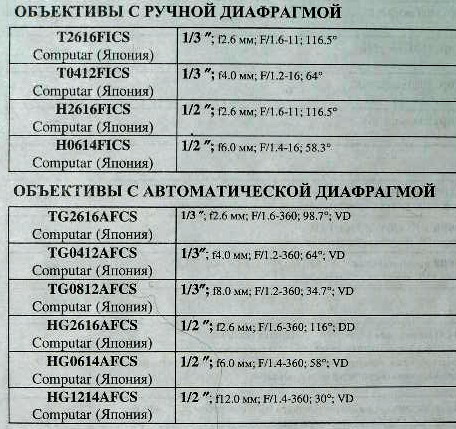 ОБЪЕКТИВЫ С РУЧНОЙ ДИАФРАГМОЙ
T2616FICS 1/3 ″; f2.6 мм; F/1.6-11; 116.5°
Computar (Япония)
T0412FICS 1/3 ″; f4.0 мм; F/1.2-16; 64°
Computar (Япония)
H2616FICS 1/2 ″; f2.6 мм; F/1.6-11; 116.5°
Computar (Япония)
H0614FICS 1/2 ″; f6.0 мм; F/1.4-16; 58.3°
Computar (Япония)
ОБЪЕКТИВЫ С АВТОМАТИЧЕСКОЙ ДИАФРАГМОЙ
TG2616AFCS 1/3 ″; f2.6 мм; F/1.6-360; 98.7°; VD
Computar (Япония)
TG0412AFCS 1/3″; f4.0 мм; F/1.2-360; 64°; VD
Computar (Япония)
TG0812AFCS 1/3″; f8.0 мм; F/1.2-360; 34.7°; VD
Computar (Япония)
HG2616AFCS 1/2 ″; f2.6 мм; F/1.6-360; 116°; DD
Computar (Япония)
HG0614AFCS 1/2 ″; f6.0 мм; F/1.4-360; 58°; VD
Computar (Япония)
HG1214AFCS 1/2 ″; f12.0 мм; F/1.4-360; 30°; VD
Computar (Япония)